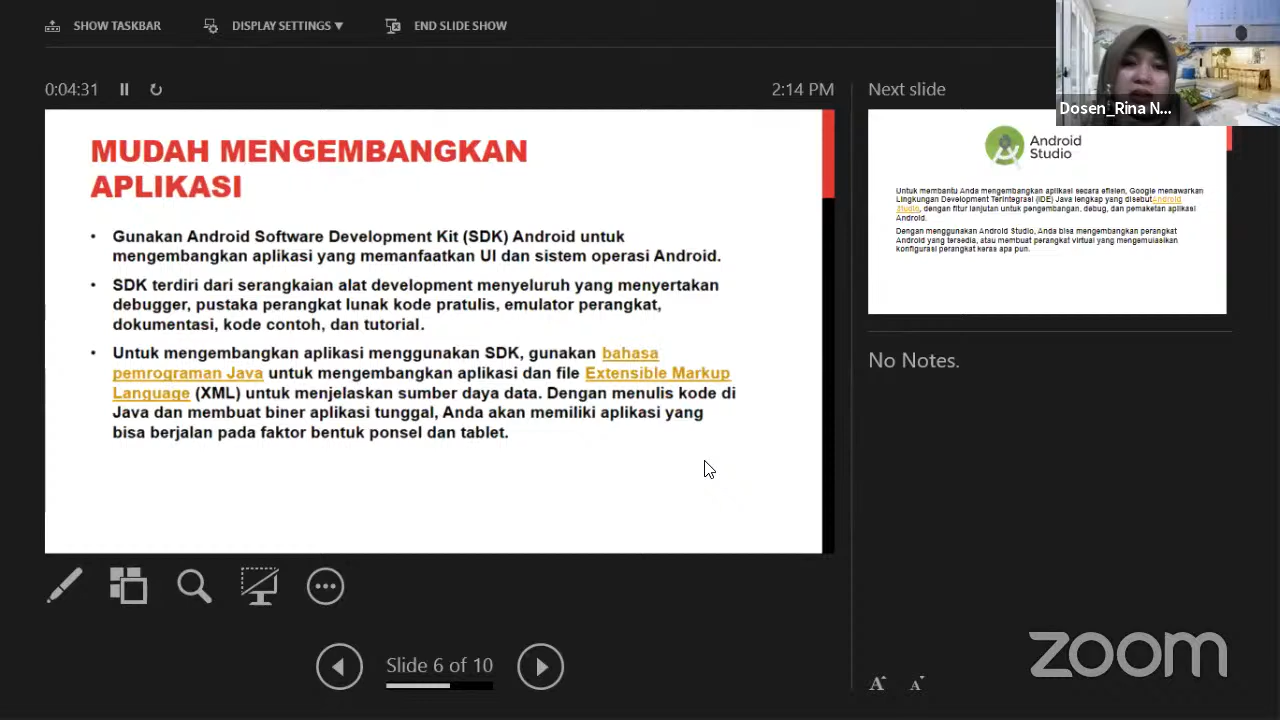 SHOW TASKBAR
DISPLAY SETTINGS ▼
END SLIDE SHOW
Dosen_Rina N...
0:04:31
2:14 PM
MUDAH MENGEMBANGKAN
APLIKASI
• Gunakan Android Software Development Kit (SDK) Android untuk
mengembangkan aplikasi yang memanfaatkan UI dan sistem operasi Android.
• SDK terdiri dari serangkaian alat development menyeluruh yang menyertakan
debugger, pustaka perangkat lunak kode pratulis, emulator perangkat,
dokumentasi, kode contoh, dan tutorial.
• Untuk mengembangkan aplikasi menggunakan SDK, gunakan bahasa
pemrograman Java untuk mengembangkan aplikasi dan file Extensible Markup
Language (XML) untuk menjelaskan sumber daya data. Dengan menulis kode di
Java dan membuat biner aplikasi tunggal, Anda akan memiliki aplikasi yang
bisa berjalan pada faktor bentuk ponsel dan tablet.
Slide 6 of 10
Next slide
Android
Studio
Untuk membantu Anda mengembangkan aplikasi secara efisien, Google menawarkan
Lingkungan Development Terintegrasi (IDE) Java lengkap yang disebutAndroid
Studio, dengan fitur lanjutan untuk pengembangan, debug, dan pemaketan aplikasi
Android.
Dengan menggunakan Android Studio, Anda bisa mengembangkan perangkat
Android yang tersedia, atau membuat perangkat virtual yang mengemulasikan
konfigurasi perangkat keras apa pun.
No Notes.
A A
zoom